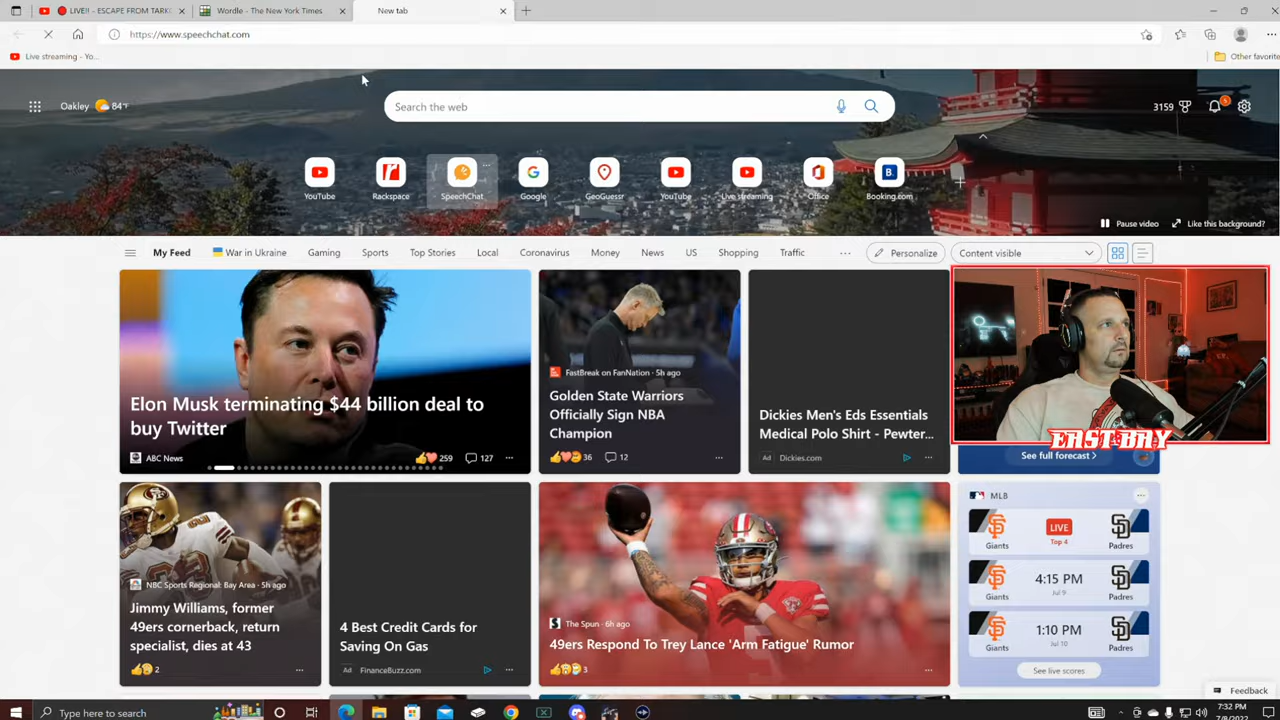 LIVE!! - ESCAPE FROM TARK
Wordle - The New York Times
New tab
https://www.speechchat.com
Live streaming - Yo...
Other favorite
Oakley 84°F
Search the web
3159
5
YouTube
Rackspace
SpeechChat
Google
GeoGuessr
YouTube
Live streaming
Office
Booking.com
Pause video
Like this background?
My Feed
War in Ukraine
Gaming
Sports
Top Stories
Local
Coronavirus
Money
News
US
Shopping
Traffic
Personalize
Content visible
Elon Musk terminating $44 billion deal to
buy Twitter
ABC News
259
127
FastBreak on FanNation · 5h ago
Golden State Warriors
Officially Sign NBA
Champion
36
12
Dickies Men's Eds Essentials
Medical Polo Shirt - Pewter...
Ad Dickies.com
EAST BAY
See full forecast
NBC Sports Regional: Bay Area · 5h ago
Jimmy Williams, former
49ers cornerback, return
specialist, dies at 43
2
4 Best Credit Cards for
Saving On Gas
Ad FinanceBuzz.com
The Spun · 6h ago
49ers Respond To Trey Lance 'Arm Fatigue' Rumor
3
MLB
Giants
LIVE
Top 4
Padres
Giants
4:15 PM
Jul 9
Padres
Giants
1:10 PM
Jul 10
Padres
See live scores
Feedback
Type here to search
7:32 PM
7/8/2022